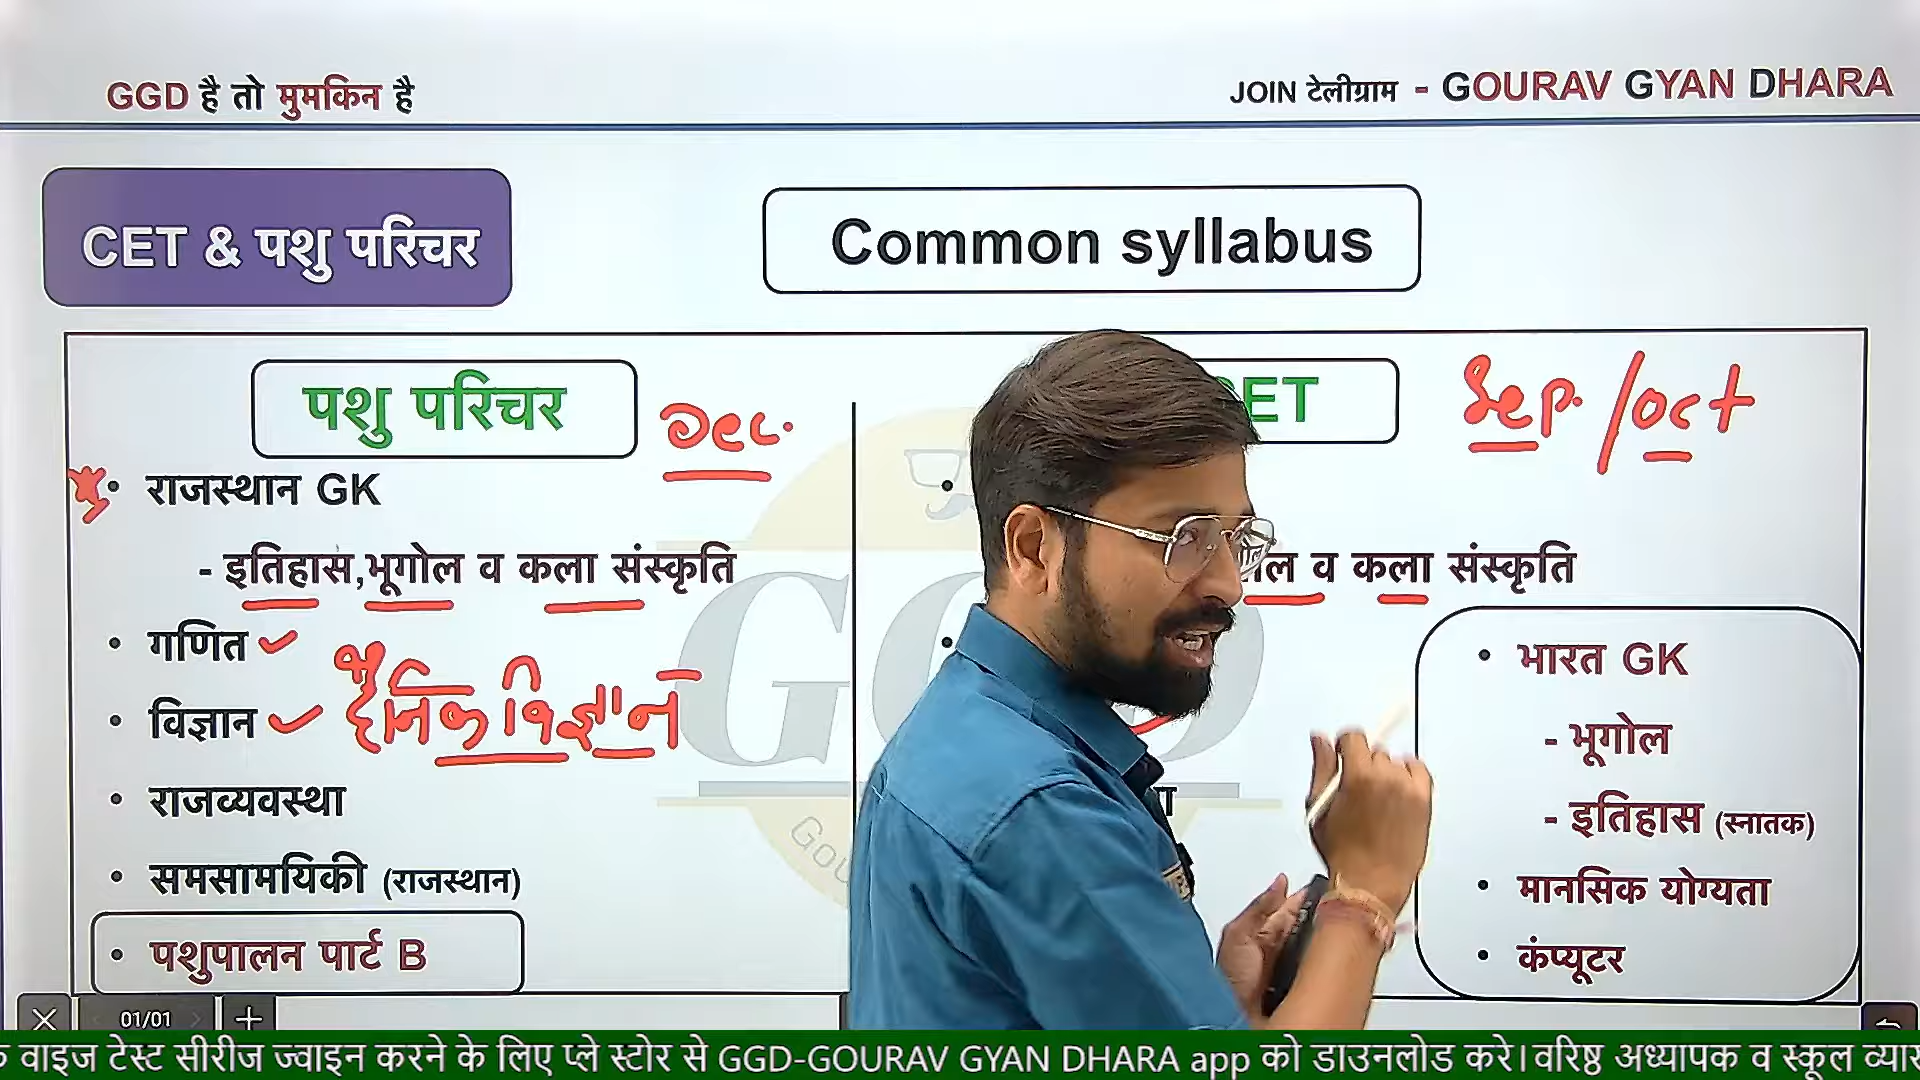 GGD है तो मुमकिन है
JOIN टेलीग्राम - GOURAV GYAN DHARA
CET & पशु परिचर
Common syllabus
पशु परिचर
Dec.
• राजस्थान GK
- इतिहास,भूगोल व कला संस्कृति
• गणित
• विज्ञान
दैनिक विज्ञान
• राजव्यवस्था
• समसामयिकी (राजस्थान)
• पशुपालन पार्ट B
Sep. / oct
व कला संस्कृति
• भारत GK
- भूगोल
- इतिहास (स्नातक)
• मानसिक योग्यता
• कंप्यूटर
01/01
वाइज टेस्ट सीरीज ज्वाइन करने के लिए प्ले स्टोर से GGD-GOURAV GYAN DHARA app को डाउनलोड करे।वरिष्ठ अध्यापक व स्कूल